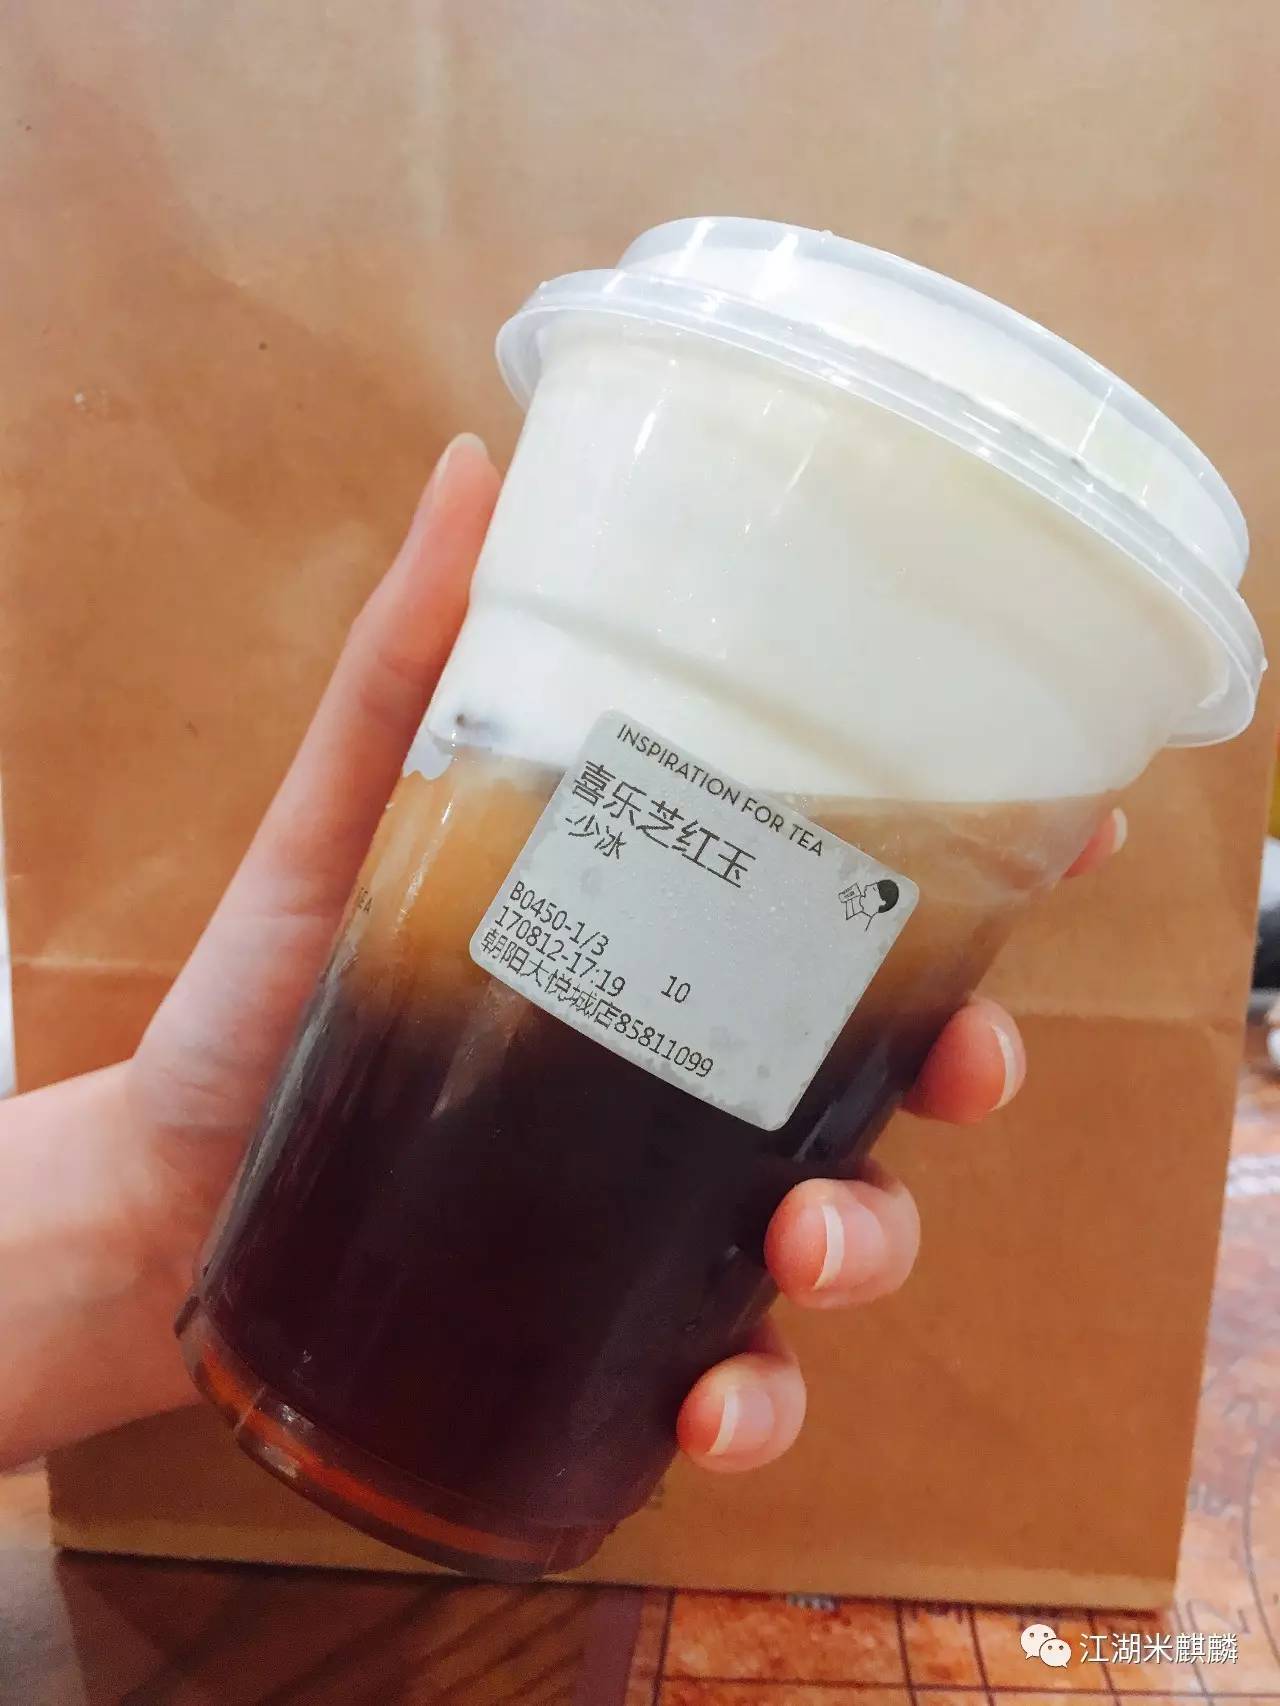 INSPIRATION FOR TEA
喜乐芝红玉
-少冰
B0450-1/3
170812-17:19 10
朝阳大悦城店85811099
TEA
江湖米麒麟